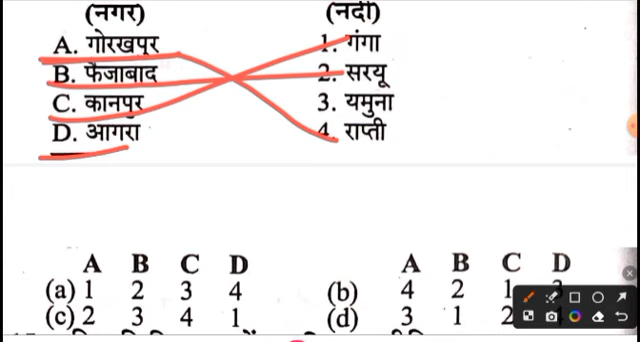 (नगर) (नदी)
A. गोरखपुर 1. गंगा
B. फैजाबाद 2. सरयू
C. कानपुर 3. यमुना
D. आगरा 4. राप्ती
A B C D A B C D
(a) 1 2 3 4 (b) 4 2 1 3
(c) 2 3 4 1 (d) 3 1 2